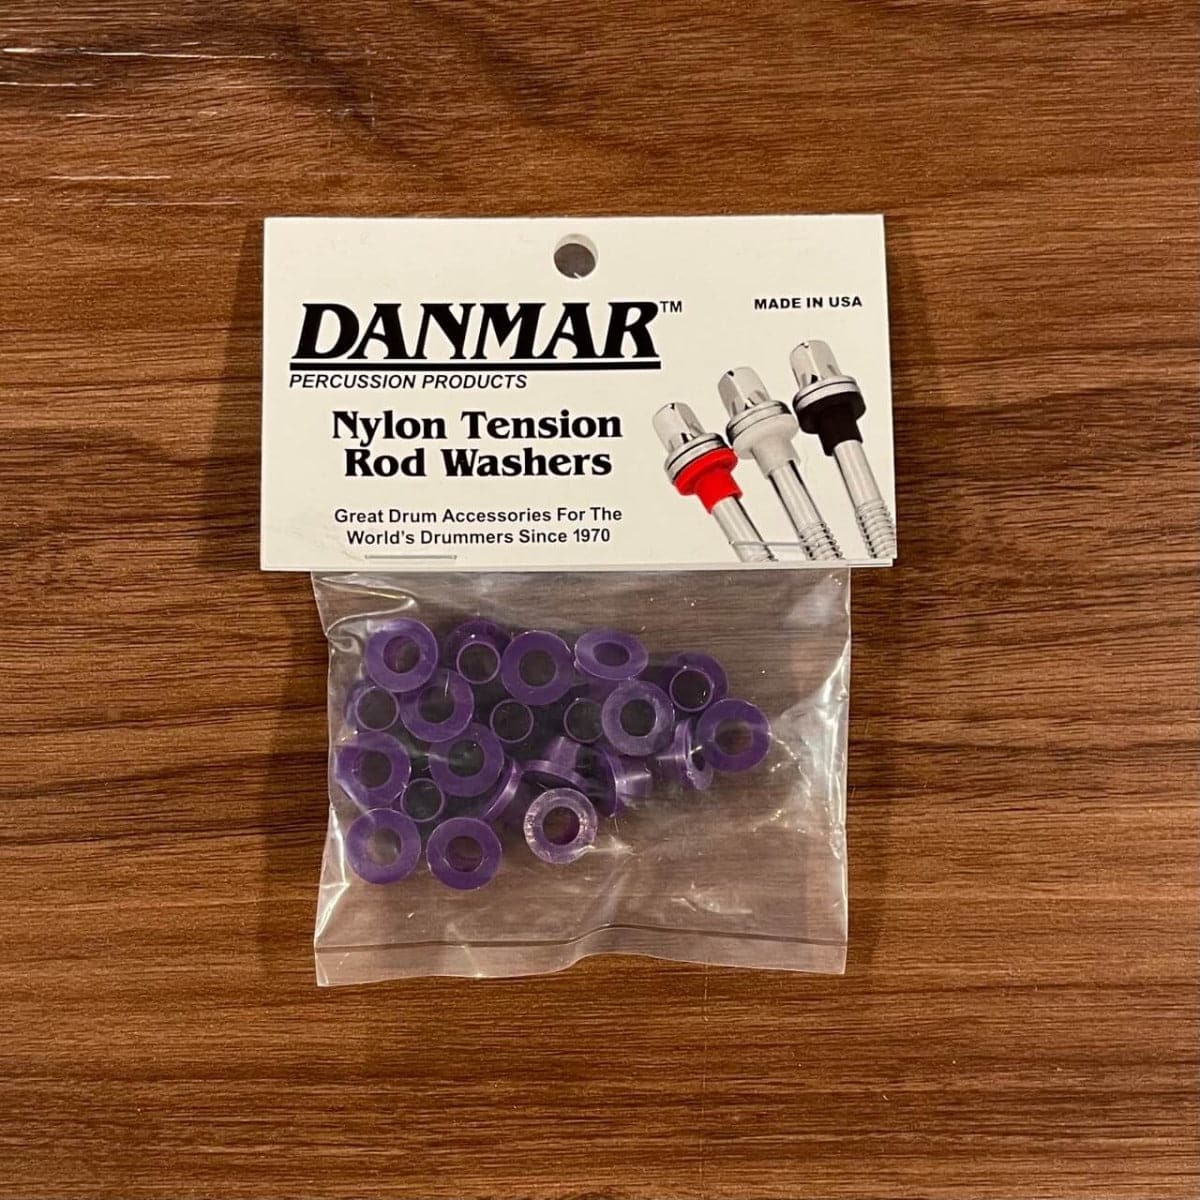 DANMAR™
MADE IN USA
PERCUSSION PRODUCTS
Nylon Tension
Rod Washers
Great Drum Accessories For The
World's Drummers Since 1970